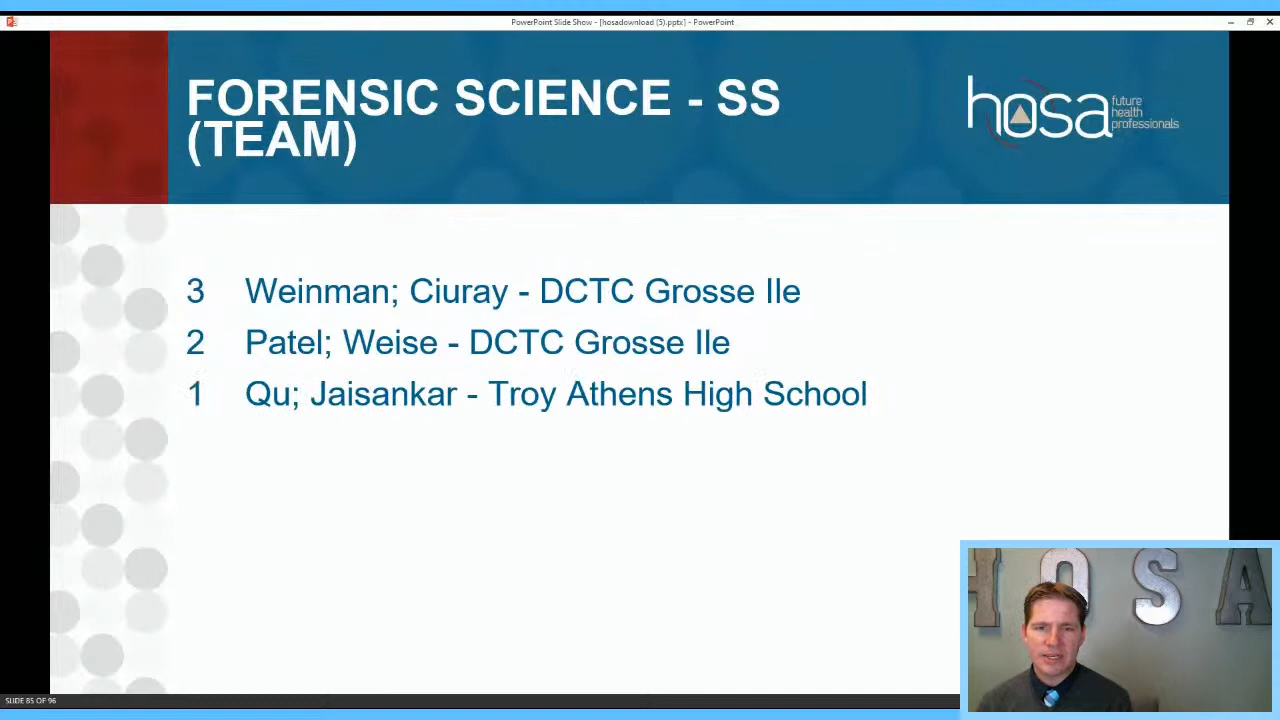 PowerPoint Slide Show - [hosadownload (5).pptx] - PowerPoint
FORENSIC SCIENCE - SS
(TEAM)
hosa
future
health
professionals
3 Weinman; Ciuray - DCTC Grosse Ile
2 Patel; Weise - DCTC Grosse Ile
1 Qu; Jaisankar - Troy Athens High School
HOSA
SLIDE 85 OF 96